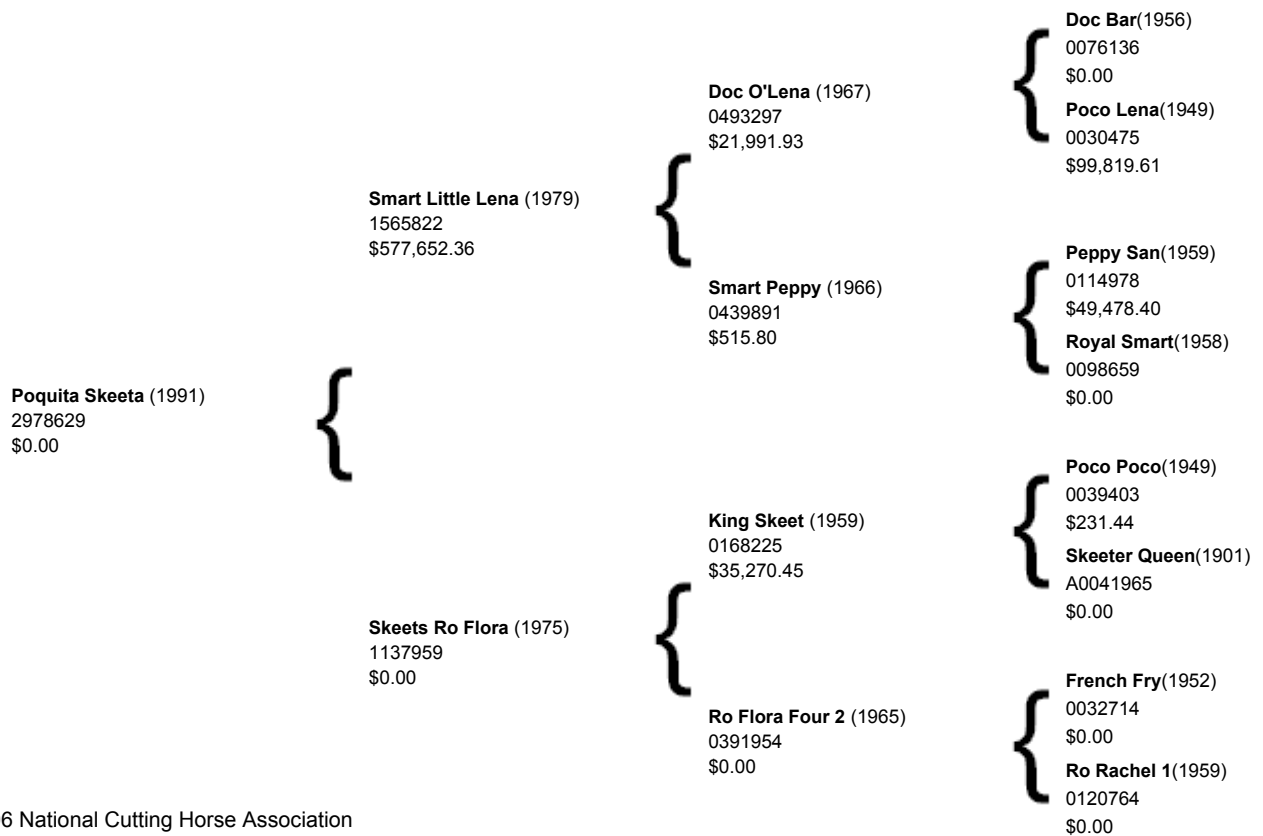 Doc Bar(1956)
0076136
$0.00
Doc O'Lena (1967)
0493297
$21,991.93
Poco Lena(1949)
0030475
$99,819.61
Smart Little Lena (1979)
1565822
$577,652.36
Peppy San(1959)
0114978
$49,478.40
Smart Peppy (1966)
0439891
$515.80
Royal Smart(1958)
0098659
$0.00
Poquita Skeeta (1991)
2978629
$0.00
Poco Poco(1949)
0039403
$231.44
King Skeet (1959)
0168225
$35,270.45
Skeeter Queen(1901)
A0041965
$0.00
Skeets Ro Flora (1975)
1137959
$0.00
French Fry(1952)
0032714
$0.00
Ro Flora Four 2 (1965)
0391954
$0.00
Ro Rachel 1(1959)
0120764
$0.00
6 National Cutting Horse Association